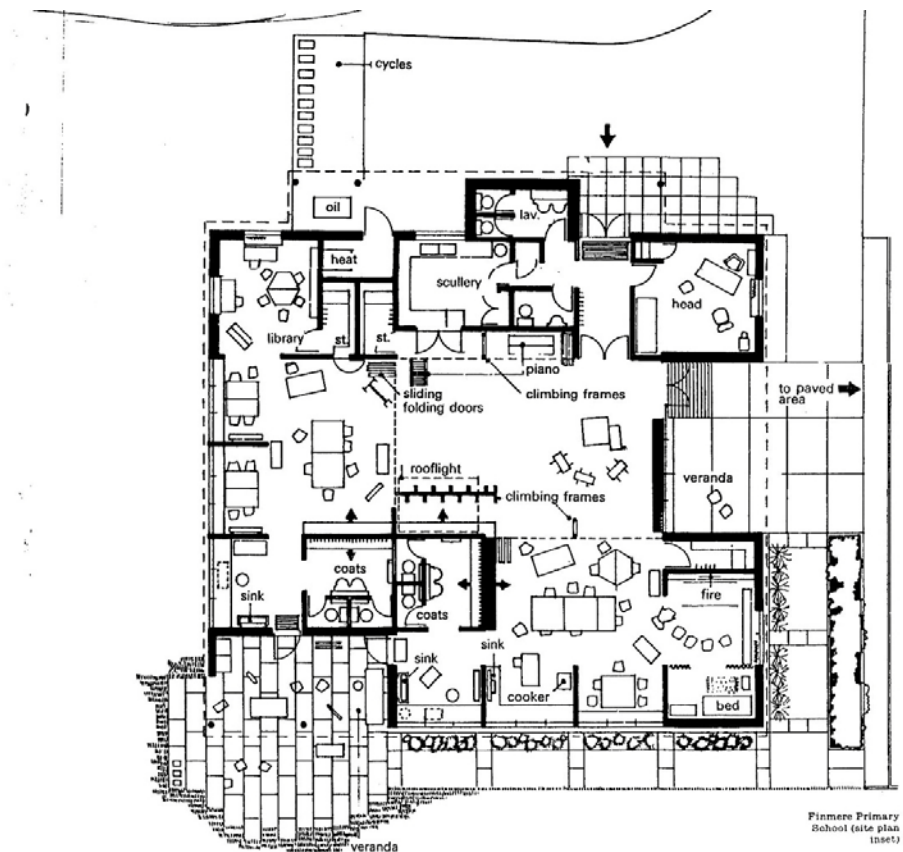 cycles
oil
lav.
heat
scullery
head
library
st.
st.
piano
sliding
folding doors
climbing frames
to paved
area
rooflight
climbing frames
veranda
coats
sink
coats
fire
sink
sink
cooker
bed
veranda
Finmere Primary
School (site plan
inset)